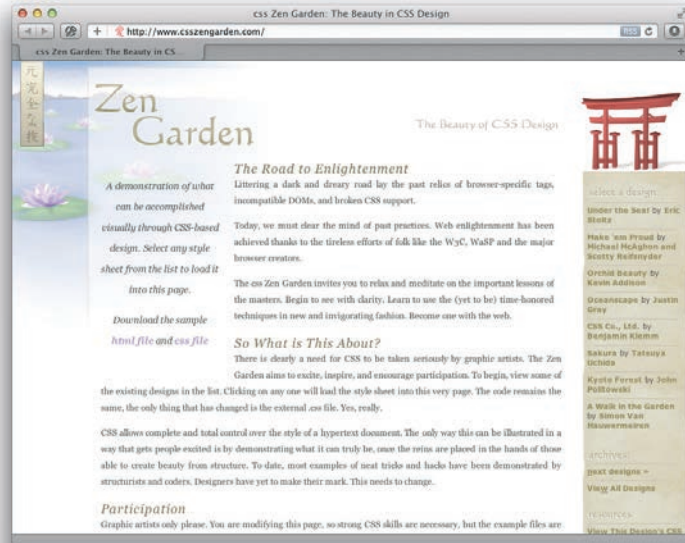 css Zen Garden: The Beauty in CSS Design
http://www.csszengarden.com/
RSS
css Zen Garden: The Beauty in CS...
元
完
全
な
技
Zen
Garden
The Beauty of CSS Design
A demonstration of what
can be accomplished
visually through CSS-based
design. Select any style
sheet from the list to load it
into this page.
Download the sample
html file and css file
The Road to Enlightenment
Littering a dark and dreary road lay the past relics of browser-specific tags,
incompatible DOMs, and broken CSS support.
Today, we must clear the mind of past practices. Web enlightenment has been
achieved thanks to the tireless efforts of folk like the W3C, WaSP and the major
browser creators.
The css Zen Garden invites you to relax and meditate on the important lessons of
the masters. Begin to see with clarity. Learn to use the (yet to be) time-honored
techniques in new and invigorating fashion. Become one with the web.
So What is This About?
There is clearly a need for CSS to be taken seriously by graphic artists. The Zen
Garden aims to excite, inspire, and encourage participation. To begin, view some of
the existing designs in the list. Clicking on any one will load the style sheet into this very page. The code remains the
same, the only thing that has changed is the external .css file. Yes, really.
CSS allows complete and total control over the style of a hypertext document. The only way this can be illustrated in a
way that gets people excited is by demonstrating what it can truly be, once the reins are placed in the hands of those
able to create beauty from structure. To date, most examples of neat tricks and hacks have been demonstrated by
structurists and coders. Designers have yet to make their mark. This needs to change.
Participation
Graphic artists only please. You are modifying this page, so strong CSS skills are necessary, but the example files are
select a design:
Under the Sea! by Eric
Stoltz
Make 'em Proud by
Michael McAghon and
Scotty Reifsnyder
Orchid Beauty by
Kevin Addison
Oceanscape by Justin
Gray
CSS Co., Ltd. by
Benjamin Klemm
Sakura by Tatsuya
Uchida
Kyoto Forest by John
Politowski
A Walk in the Garden
by Simon Van
Hauwermeiren
archives:
next designs »
View All Designs
resources:
View This Design's CSS